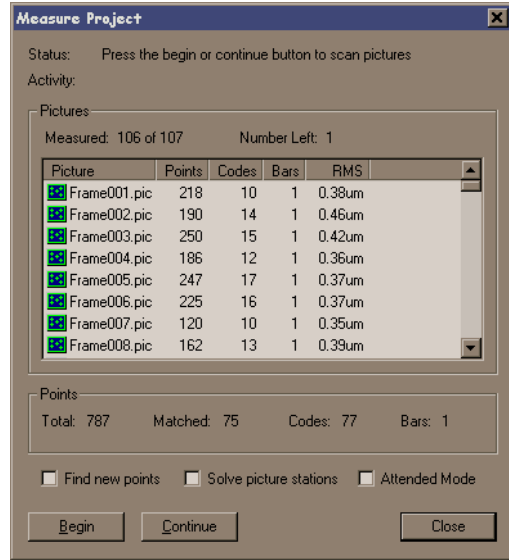 Measure Project
Status: Press the begin or continue button to scan pictures
Activity:
Pictures
Measured: 106 of 107 Number Left: 1
Picture Points Codes Bars RMS
Frame001.pic 218 10 1 0.38um
Frame002.pic 190 14 1 0.46um
Frame003.pic 250 15 1 0.42um
Frame004.pic 186 12 1 0.36um
Frame005.pic 247 17 1 0.37um
Frame006.pic 225 16 1 0.37um
Frame007.pic 120 10 1 0.35um
Frame008.pic 162 13 1 0.39um
Points
Total: 787 Matched: 75 Codes: 77 Bars: 1
Find new points Solve picture stations Attended Mode
Begin Continue Close